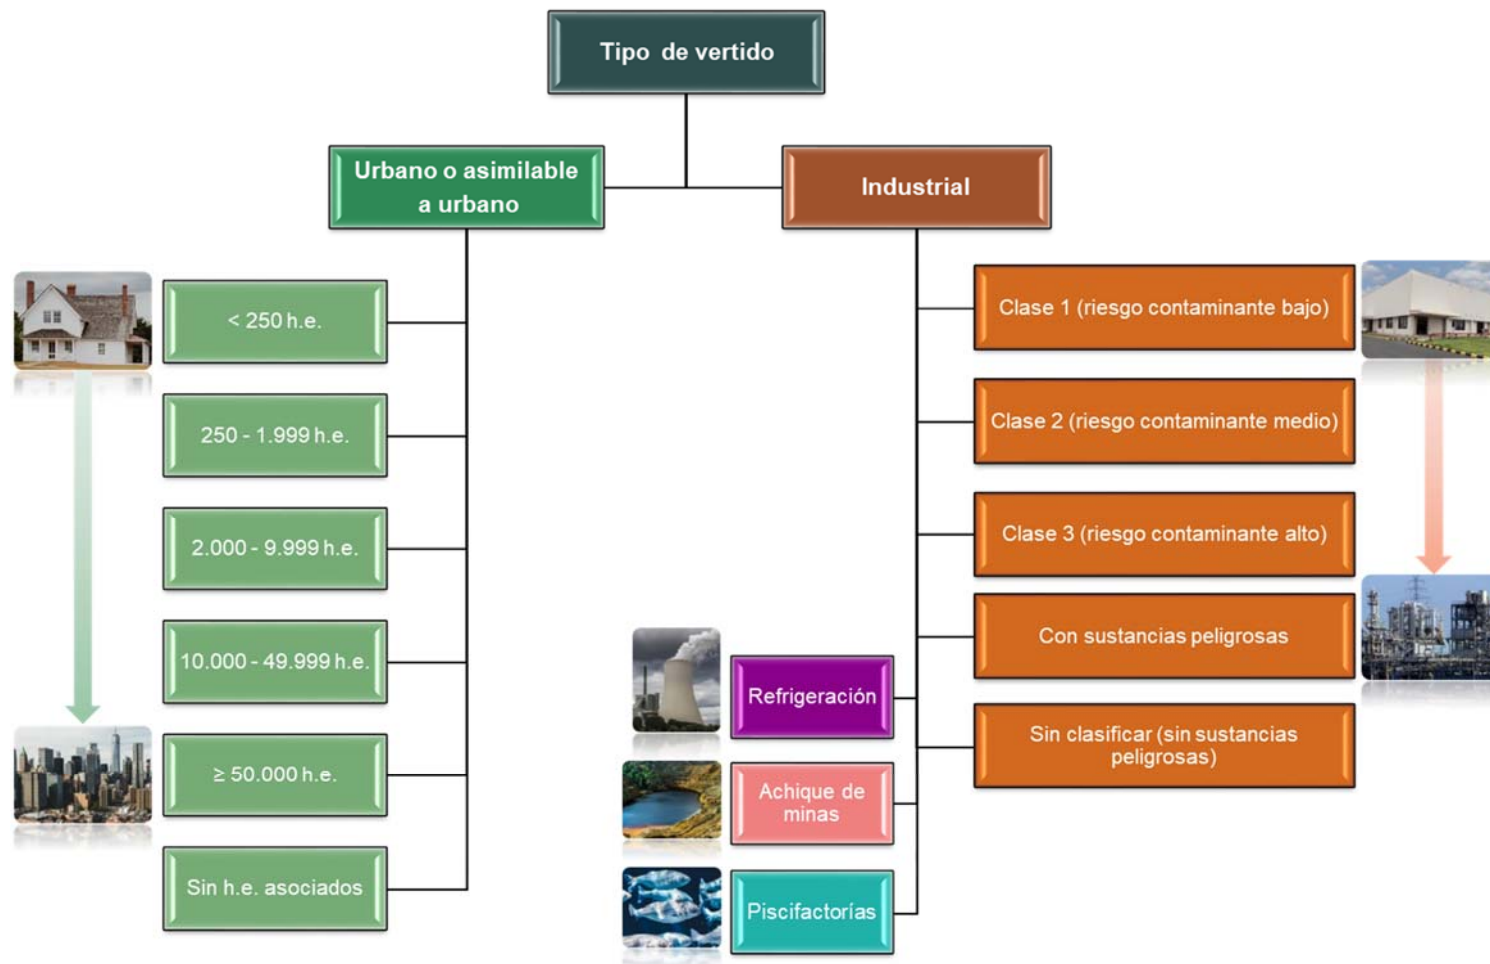 Tipo de vertido
Urbano o asimilable
a urbano
Industrial
< 250 h.e.
250 - 1.999 h.e.
2.000 - 9.999 h.e.
10.000 - 49.999 h.e.
≥ 50.000 h.e.
Sin h.e. asociados
Clase 1 (riesgo contaminante bajo)
Clase 2 (riesgo contaminante medio)
Clase 3 (riesgo contaminante alto)
Con sustancias peligrosas
Sin clasificar (sin sustancias
peligrosas)
Refrigeración
Achique de
minas
Piscifactorías